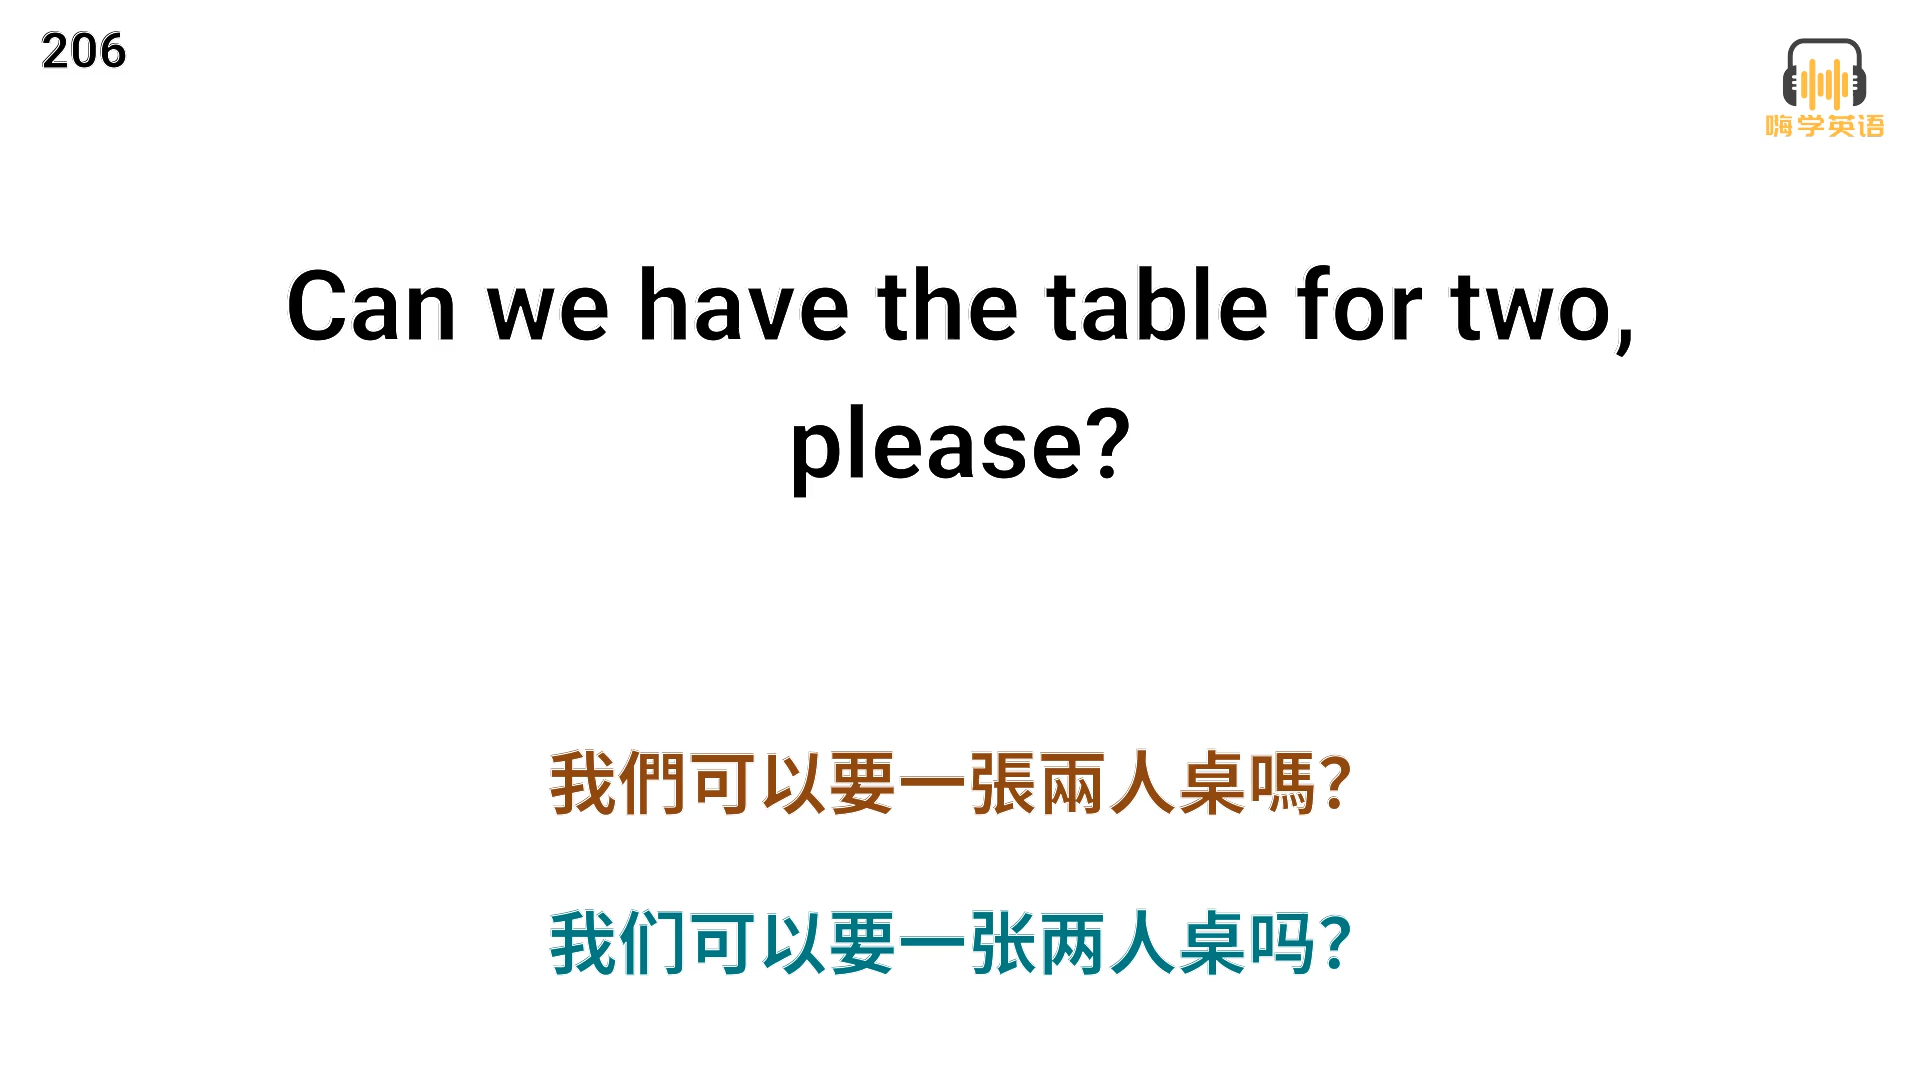 206
嗨学英语
Can we have the table for two,
please?
我們可以要一張兩人桌嗎?
我们可以要一张两人桌吗?